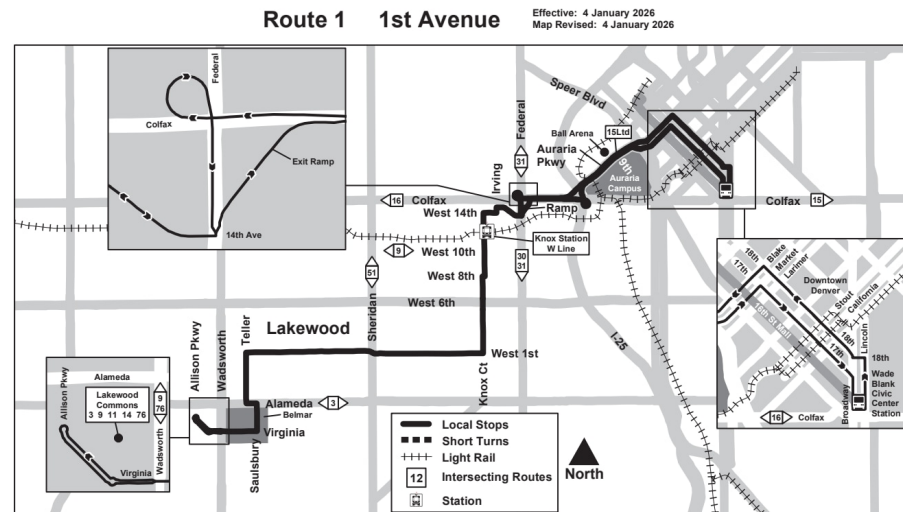 Route 1 1st Avenue
Effective: 4 January 2026
Map Revised: 4 January 2026
Federal
Colfax
Exit Ramp
14th Ave
Speer Blvd
Ball Arena
15Ltd
Auraria
Pkwy
9th
Auraria
Campus
Federal
31
Irving
16
Colfax
Colfax
15
Ramp
West 14th
Knox Station
W Line
West 10th
9
30
31
West 8th
51
Sheridan
West 6th
I-25
Lakewood
West 1st
Knox Ct
Teller
Wadsworth
Allison Pkwy
Alameda
3
Belmar
Virginia
Saulsbury
Allison Pkwy
Alameda
Lakewood
Commons
3 9 11 14 76
9
76
Wadsworth
Virginia
18th
17th
Blake
Market
Larimer
Downtown
Denver
16th St Mall
Stout
California
18th
17th
Lincoln
18th
Wade
Blank
Civic
Center
Station
Broadway
16
Colfax
Local Stops
Short Turns
Light Rail
12
Intersecting Routes
Station
North